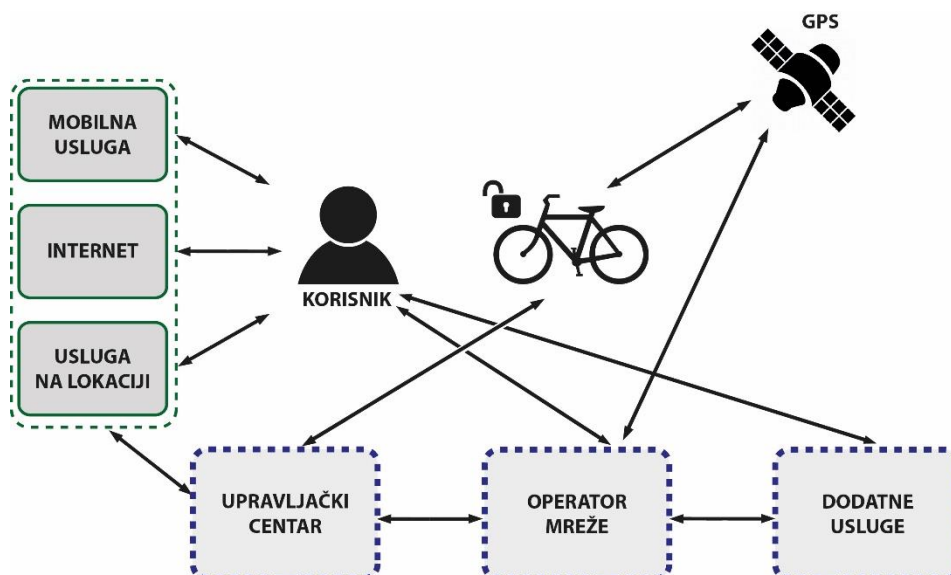 GPS
MOBILNA
USLUGA
INTERNET
USLUGA
NA LOKACIJI
KORISNIK
UPRAVLJAČKI
CENTAR
OPERATOR
MREŽE
DODATNE
USLUGE